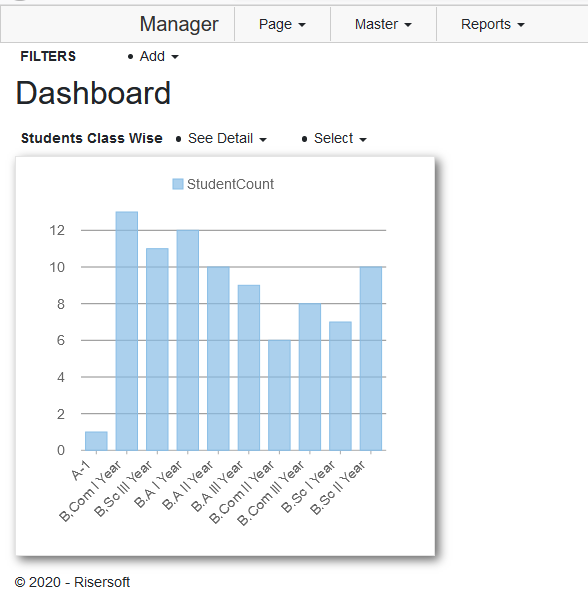 Manager Page Master Reports
FILTERS • Add
Dashboard
Students Class Wise • See Detail • Select
StudentCount
12
10
8
6
4
2
0
A-1 B.Com I Year B.Sc III Year B.A I Year B.A II Year B.A III Year B.Com II Year B.Com III Year B.Sc I Year B.Sc II Year
© 2020 - Risersoft